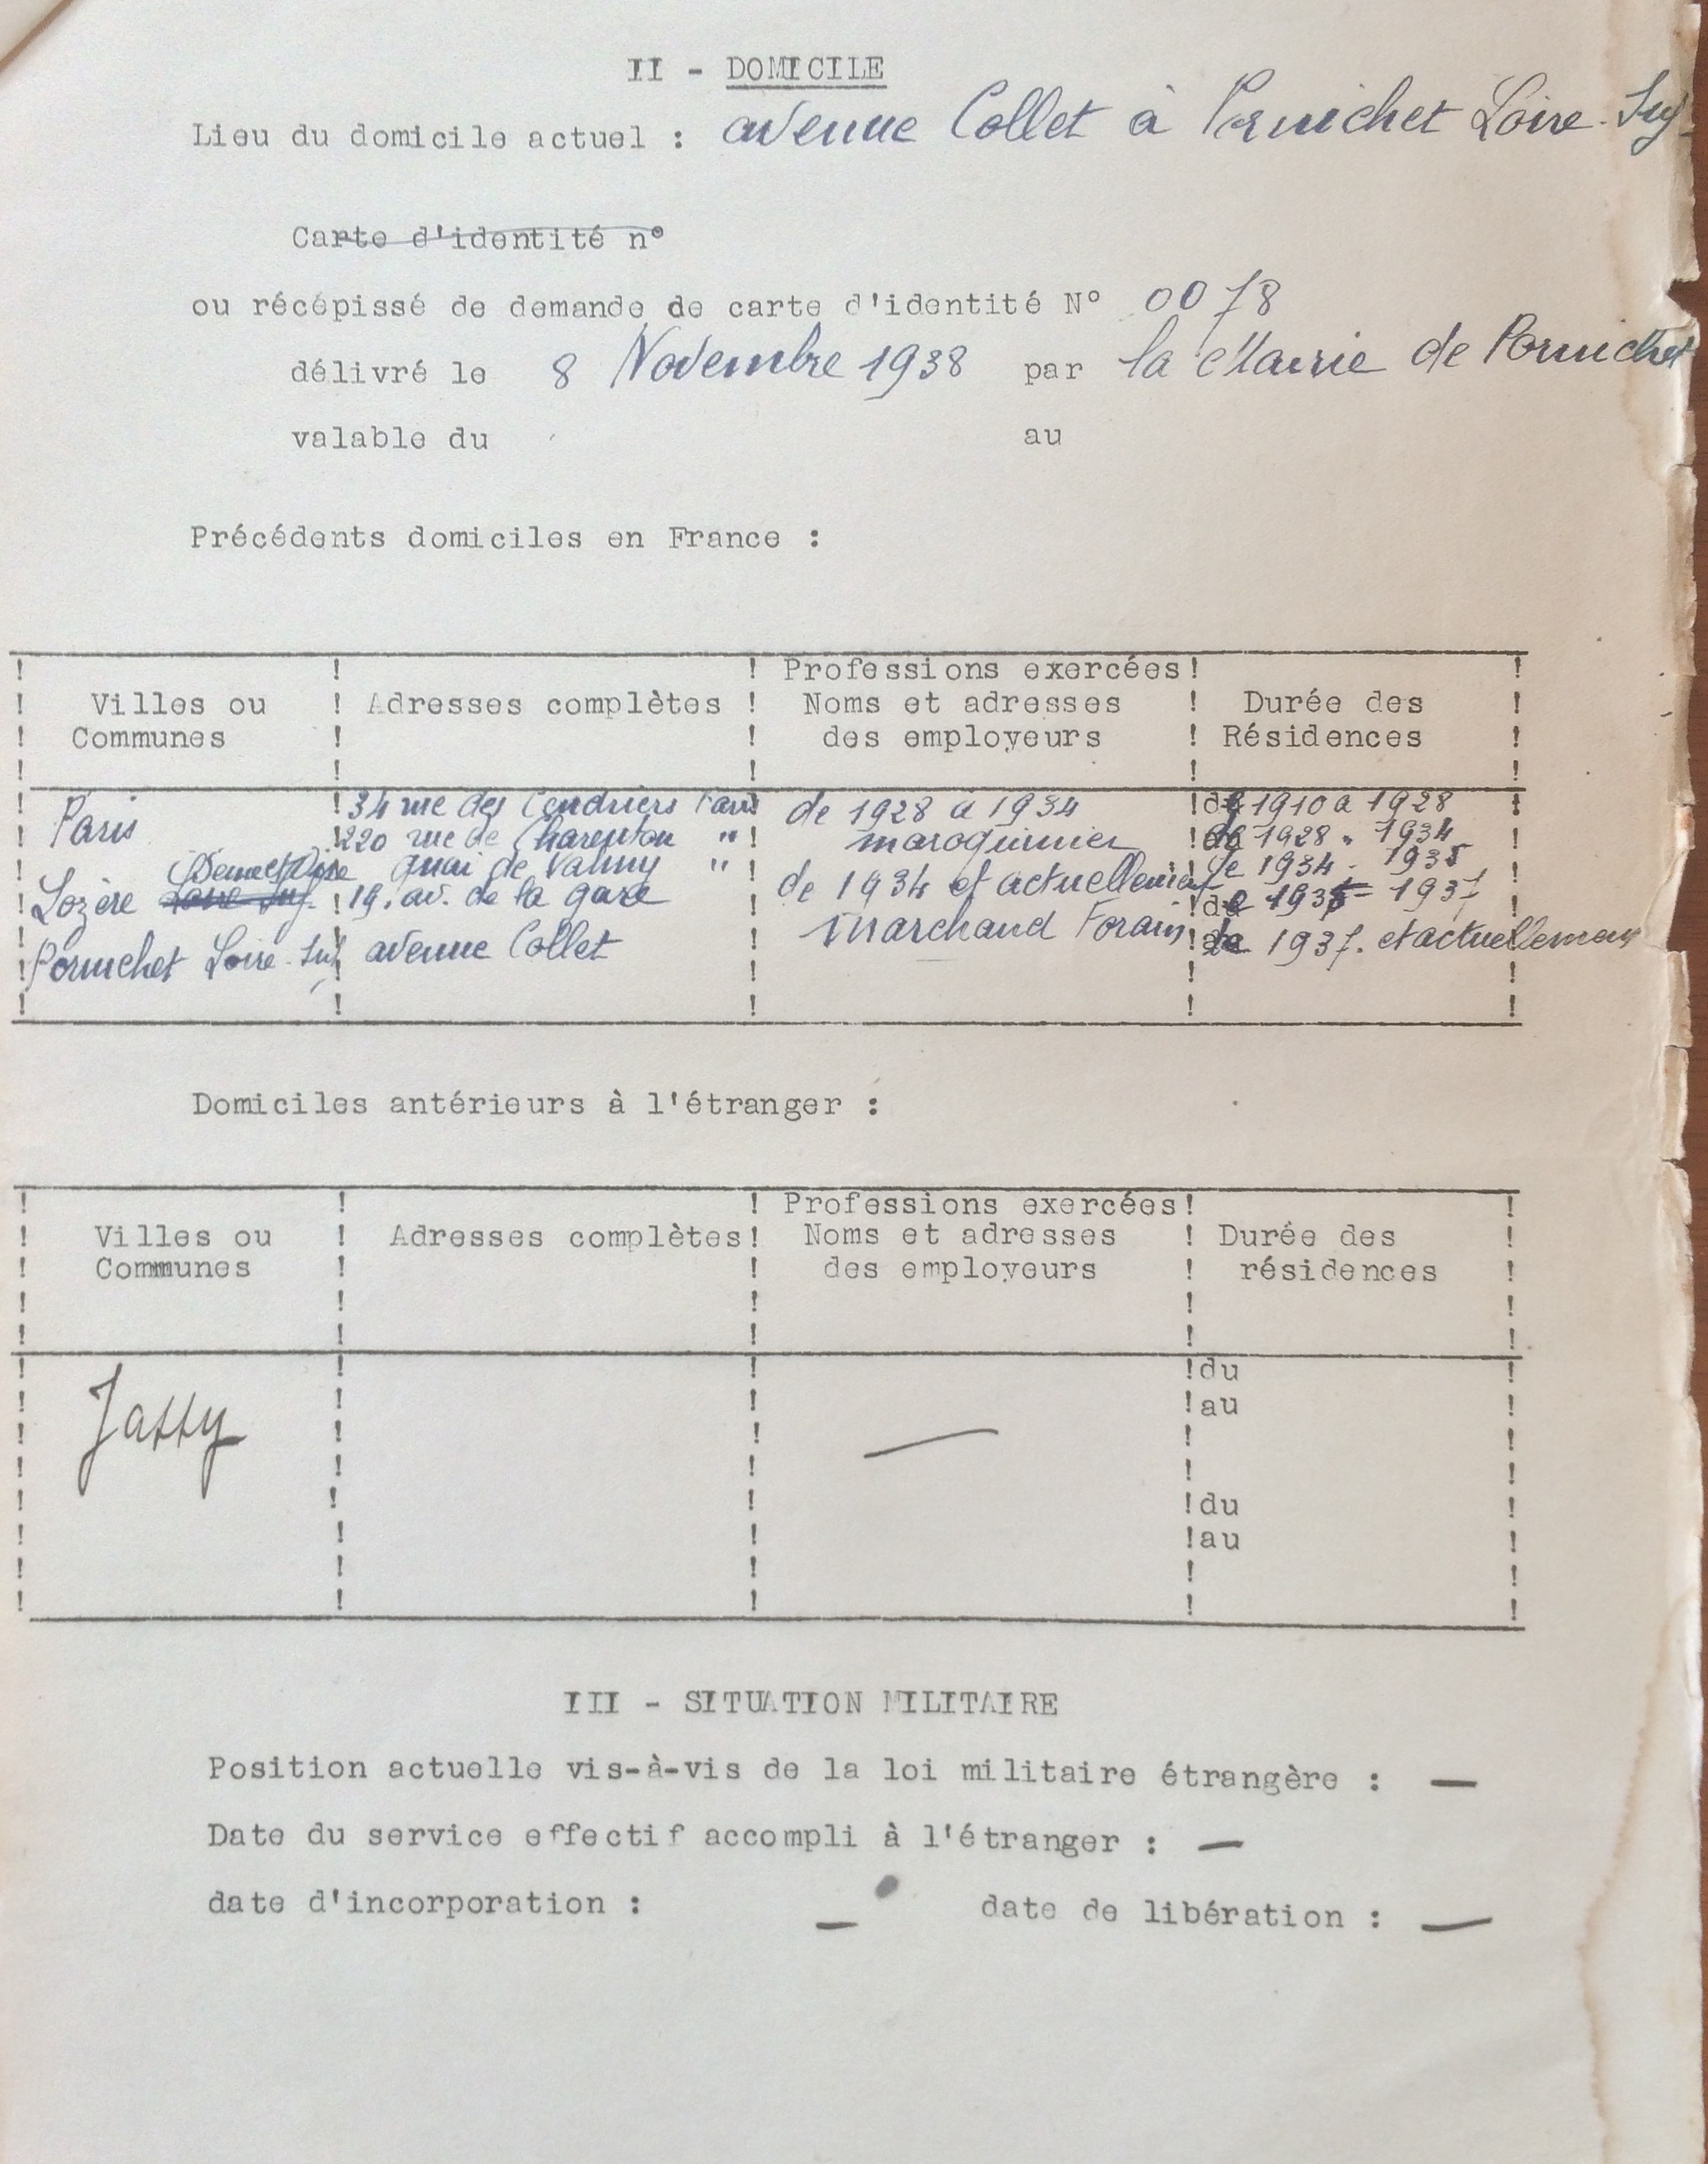 II - DOMICILE
Lieu du domicile actuel : avenue Collet à Pornichet Loire-Inf
Carte d'identité n°
ou récépissé de demande de carte d'identité N° 0078
délivré le 8 Novembre 1938 par la Mairie de Pornichet
valable du au
Précédents domiciles en France :
Villes ou Communes ! Adresses complètes ! Professions exercées Noms et adresses des employeurs ! Durée des Résidences
Paris 34 rue des Cendriers Paris de 1928 à 1934 de 1910 à 1928
220 rue de Charenton " maroquinier de 1928 " 1934
quai de Valmy " de 1934 - 1935
Lozère Seine et Oise 19, av. de la gare de 1934 et actuellement de 1935 = 1937
Pornichet Loire-Inf avenue Collet Marchand Forain de 1937. et actuellement
Domiciles antérieurs à l'étranger :
Villes ou Communes ! Adresses complètes ! Professions exercées Noms et adresses des employeurs ! Durée des résidences
Jassy — du
au
du
au
III - SITUATION MILITAIRE
Position actuelle vis-à-vis de la loi militaire étrangère : —
Date du service effectif accompli à l'étranger : —
date d'incorporation : — date de libération : —